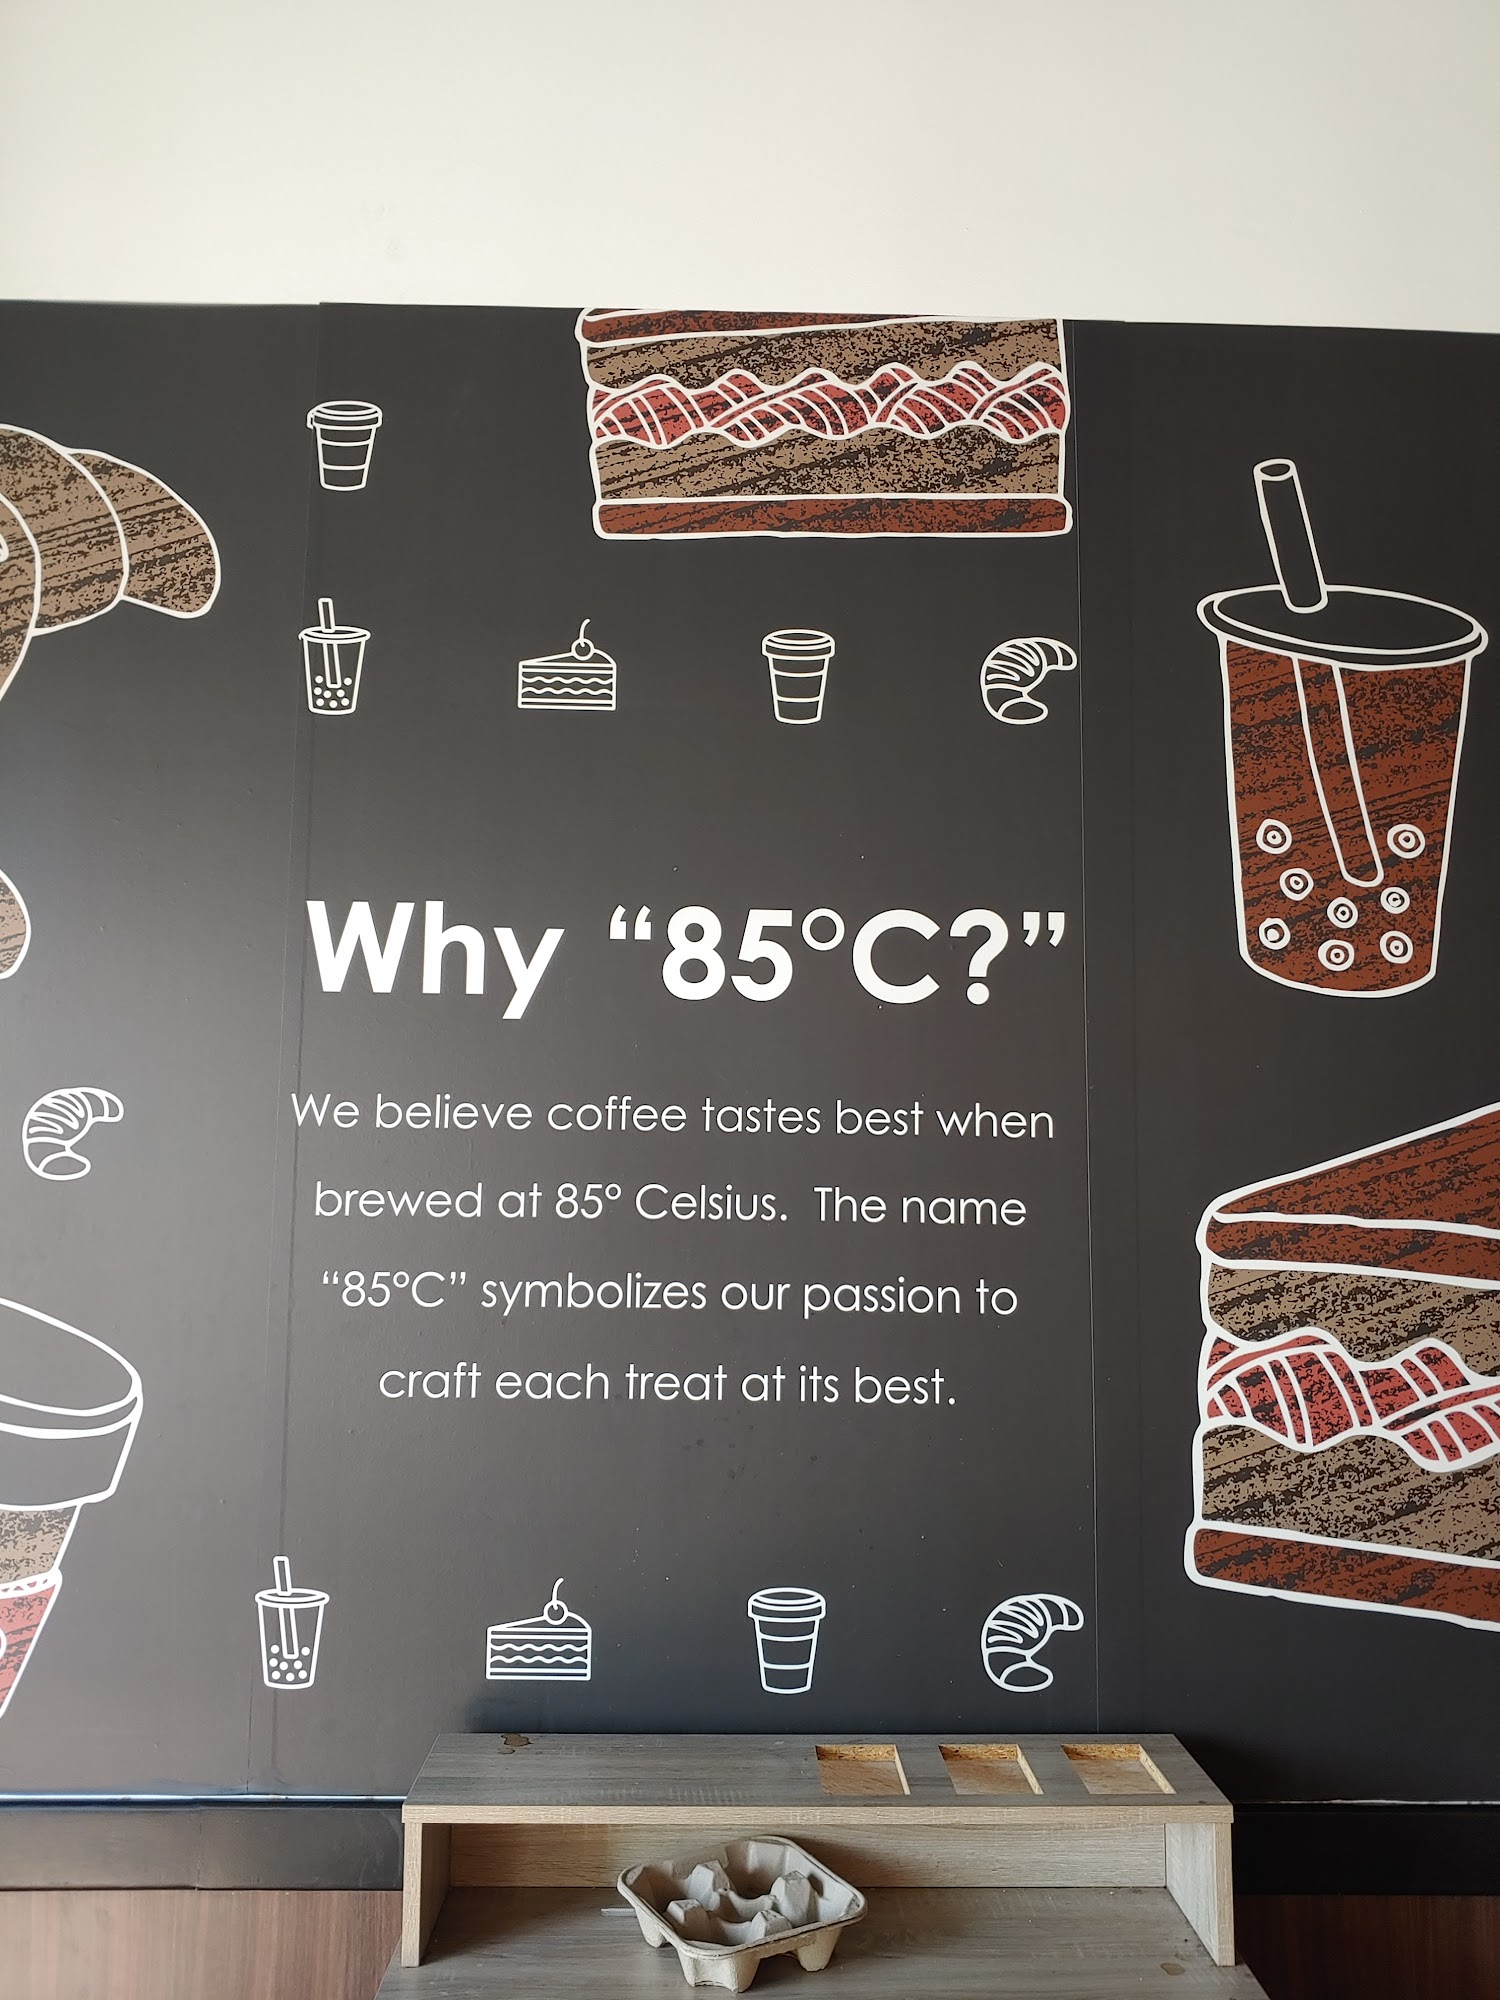 Why “85°C?”
We believe coffee tastes best when
brewed at 85° Celsius.  The name
“85°C” symbolizes our passion to
craft each treat at its best.